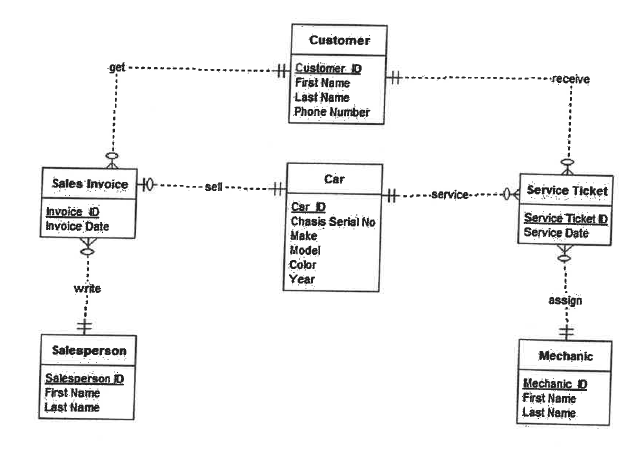 Customer
Customer_ID
First Name
Last Name
Phone Number
get
receive
Sales Invoice
Invoice_ID
Invoice Date
sell
Car
Car_ID
Chasis Serial No
Make
Model
Color
Year
service
Service Ticket
Service Ticket ID
Service Date
write
assign
Salesperson
Salesperson ID
First Name
Last Name
Mechanic
Mechanic_ID
First Name
Last Name